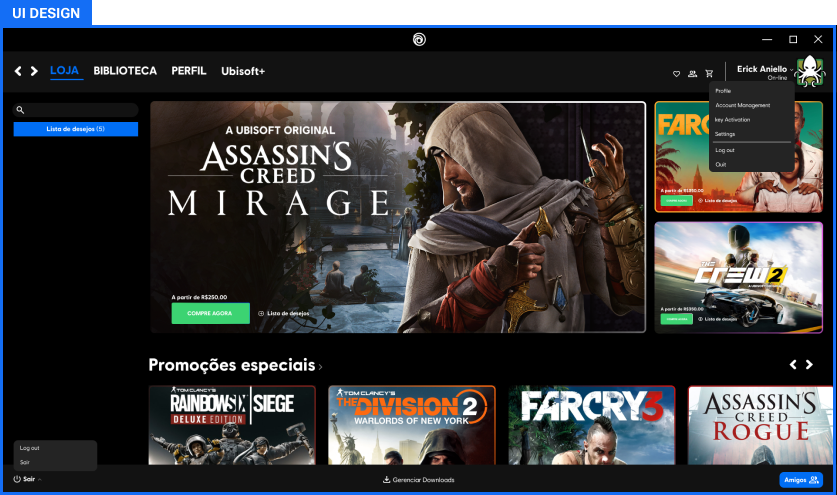 UI DESIGN
LOJA BIBLIOTECA PERFIL Ubisoft+
Erick Aniello
On-line
Profile
Account Management
key Activation
Settings
Log out
Quit
Lista de desejos (5)
A UBISOFT ORIGINAL
ASSASSIN'S
CREED
MIRAGE
A partir de R$250.00
COMPRE AGORA
Lista de desejos
FARC
A partir de R$250.00
COMPRE AGORA
Lista de desejos
THE
CREW 2
A partir de R$350.00
COMPRE AGORA
Lista de desejos
Promoções especiais
TOM CLANCY'S
RAINBOW SIX SIEGE
DELUXE EDITION
TOM CLANCY'S
THE DIVISION 2
WARLORDS OF NEW YORK
FARCRY3
ASSASSIN'S
CREED
ROGUE
Log out
Sair
Sair
Gerenciar Downloads
Amigos